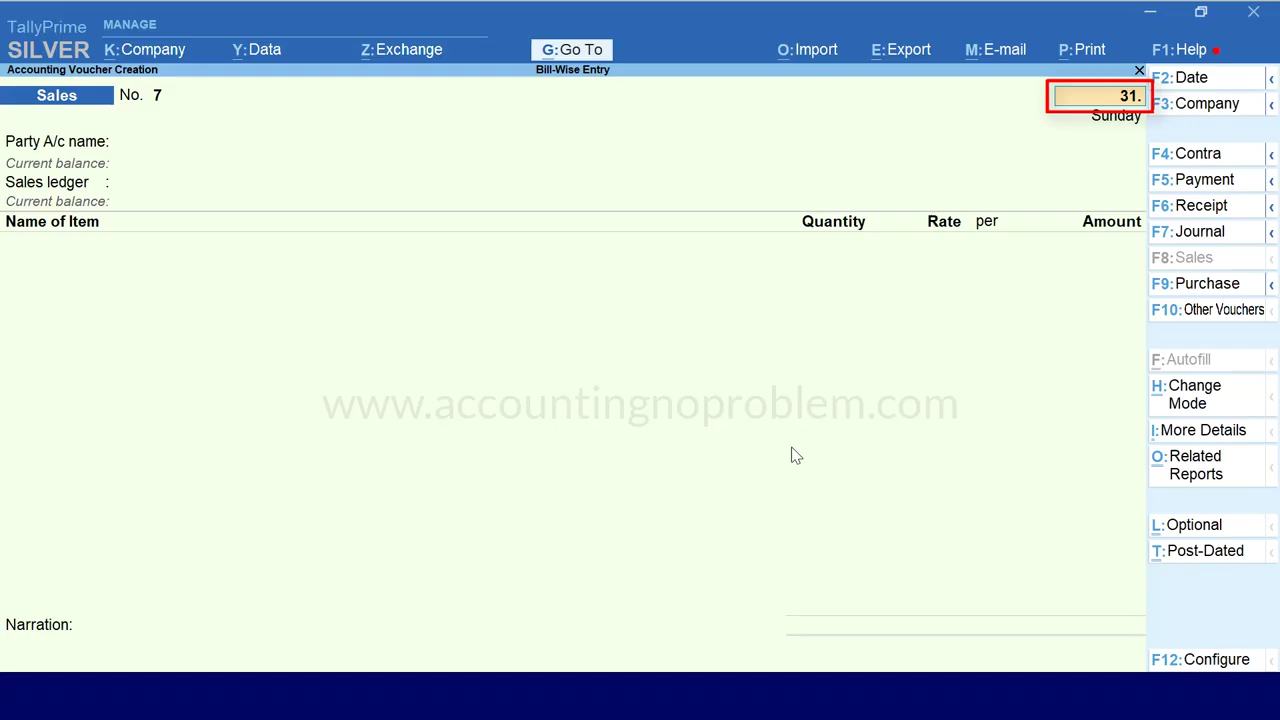 TallyPrime MANAGE
SILVER K:Company Y:Data Z:Exchange G:Go To O:Import E:Export M:E-mail P:Print F1:Help
Accounting Voucher Creation Bill-Wise Entry
Sales No. 7 31.
Sunday
Party A/c name:
Current balance:
Sales ledger :
Current balance:
Name of Item Quantity Rate per Amount
www.accountingnoproblem.com
Narration:
F2:Date
F3:Company
F4:Contra
F5:Payment
F6:Receipt
F7:Journal
F8:Sales
F9:Purchase
F10:Other Vouchers
F:Autofill
H:Change
Mode
I:More Details
O:Related
Reports
L:Optional
T:Post-Dated
F12:Configure